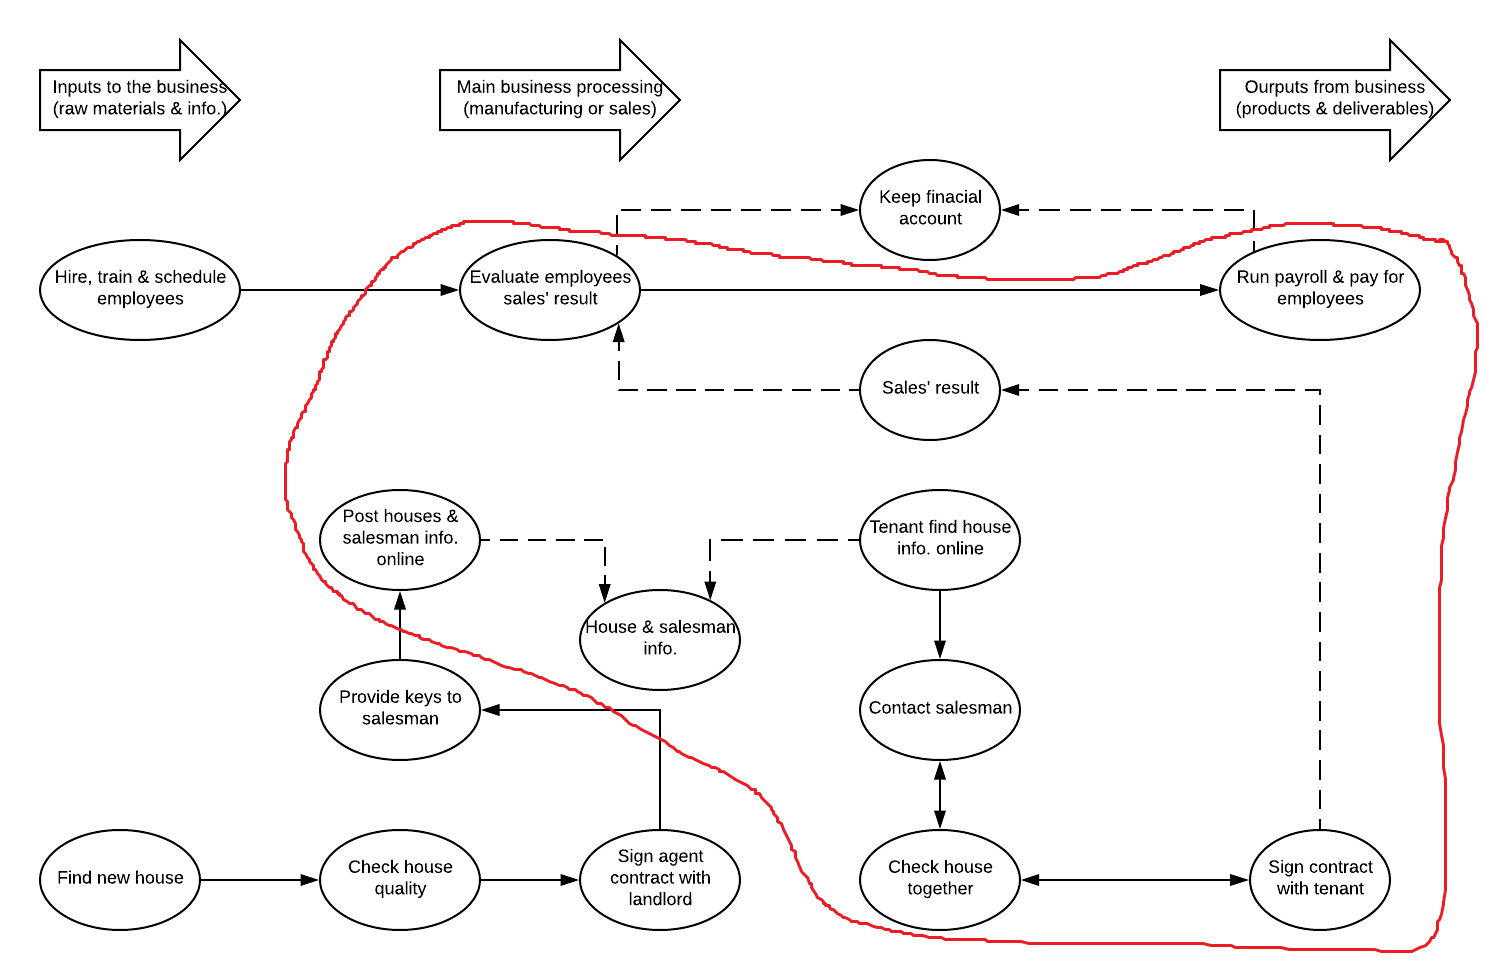 Inputs to the business
(raw materials & info.)
Main business processing
(manufacturing or sales)
Ourputs from business
(products & deliverables)
Keep finacial
account
Hire, train & schedule
employees
Evaluate employees
sales' result
Run payroll & pay for
employees
Sales' result
Post houses &
salesman info.
online
Tenant find house
info. online
House & salesman
info.
Provide keys to
salesman
Contact salesman
Find new house
Check house
quality
Sign agent
contract with
landlord
Check house
together
Sign contract
with tenant